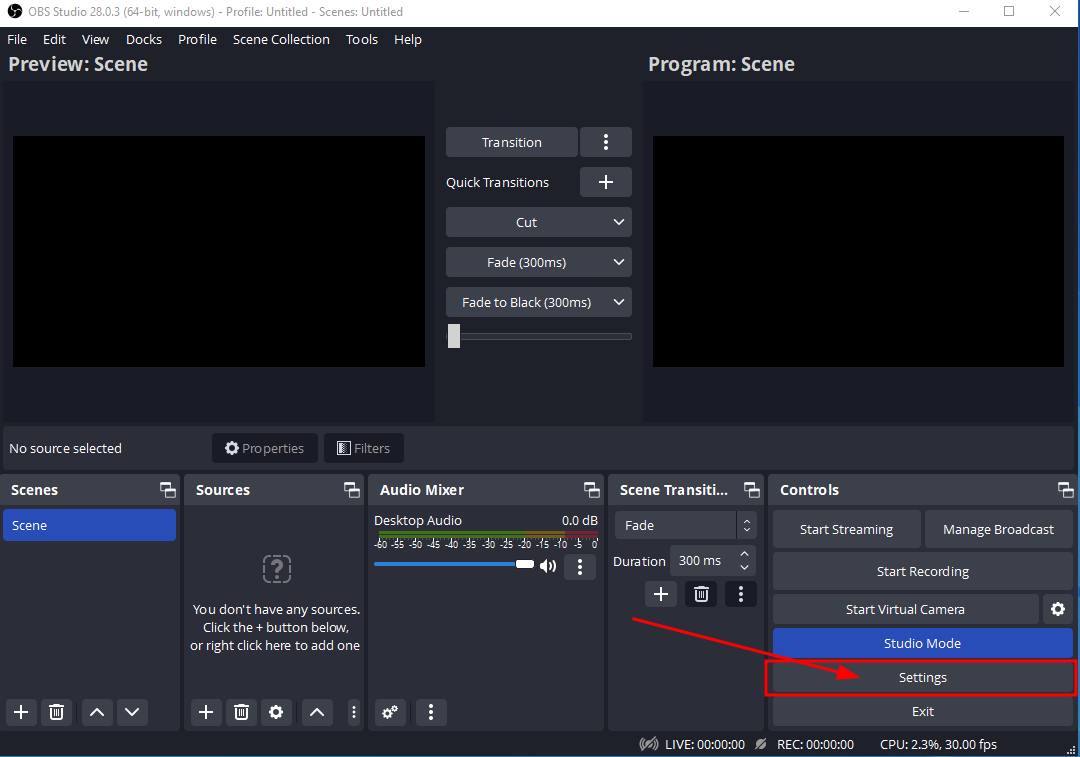 OBS Studio 28.0.3 (64-bit, windows) - Profile: Untitled - Scenes: Untitled
File Edit View Docks Profile Scene Collection Tools Help
Preview: Scene
Program: Scene
Transition
Quick Transitions
Cut
Fade (300ms)
Fade to Black (300ms)
No source selected
Properties
Filters
Scenes
Scene
Sources
You don't have any sources.
Click the + button below,
or right click here to add one
Audio Mixer
Desktop Audio 0.0 dB
-60 -55 -50 -45 -40 -35 -30 -25 -20 -15 -10 -5 0
Scene Transiti...
Fade
Duration 300 ms
Controls
Start Streaming
Manage Broadcast
Start Recording
Start Virtual Camera
Studio Mode
Settings
Exit
LIVE: 00:00:00 REC: 00:00:00 CPU: 2.3%, 30.00 fps